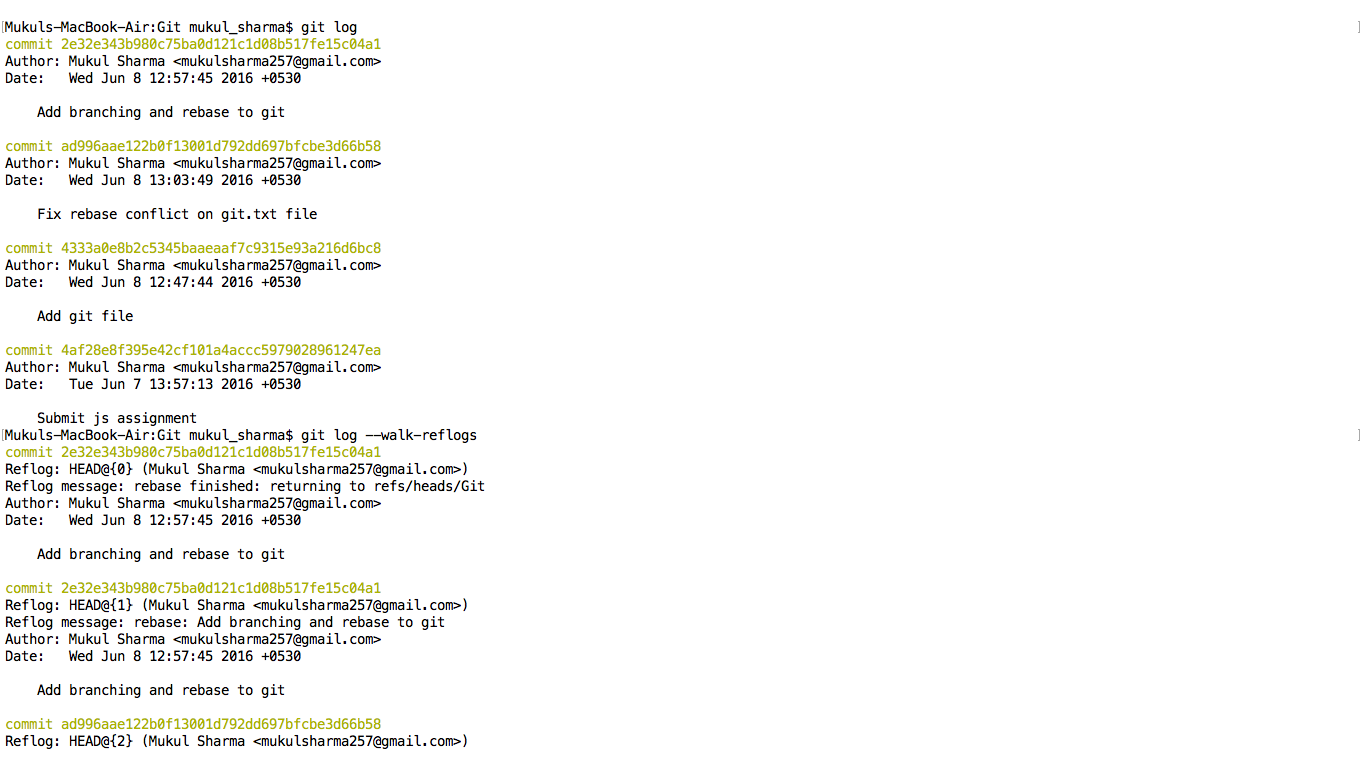 Mukuls-MacBook-Air:Git mukul_sharma$ git log
commit 2e32e343b980c75ba0d121c1d08b517fe15c04a1
Author: Mukul Sharma <mukulsharma257@gmail.com>
Date:   Wed Jun 8 12:57:45 2016 +0530

    Add branching and rebase to git

commit ad996aae122b0f13001d792dd697bfcbe3d66b58
Author: Mukul Sharma <mukulsharma257@gmail.com>
Date:   Wed Jun 8 13:03:49 2016 +0530

    Fix rebase conflict on git.txt file

commit 4333a0e8b2c5345baaeaaf7c9315e93a216d6bc8
Author: Mukul Sharma <mukulsharma257@gmail.com>
Date:   Wed Jun 8 12:47:44 2016 +0530

    Add git file

commit 4af28e8f395e42cf101a4accc5979028961247ea
Author: Mukul Sharma <mukulsharma257@gmail.com>
Date:   Tue Jun 7 13:57:13 2016 +0530

    Submit js assignment
Mukuls-MacBook-Air:Git mukul_sharma$ git log --walk-reflogs
commit 2e32e343b980c75ba0d121c1d08b517fe15c04a1
Reflog: HEAD@{0} (Mukul Sharma <mukulsharma257@gmail.com>)
Reflog message: rebase finished: returning to refs/heads/Git
Author: Mukul Sharma <mukulsharma257@gmail.com>
Date:   Wed Jun 8 12:57:45 2016 +0530

    Add branching and rebase to git

commit 2e32e343b980c75ba0d121c1d08b517fe15c04a1
Reflog: HEAD@{1} (Mukul Sharma <mukulsharma257@gmail.com>)
Reflog message: rebase: Add branching and rebase to git
Author: Mukul Sharma <mukulsharma257@gmail.com>
Date:   Wed Jun 8 12:57:45 2016 +0530

    Add branching and rebase to git

commit ad996aae122b0f13001d792dd697bfcbe3d66b58
Reflog: HEAD@{2} (Mukul Sharma <mukulsharma257@gmail.com>)